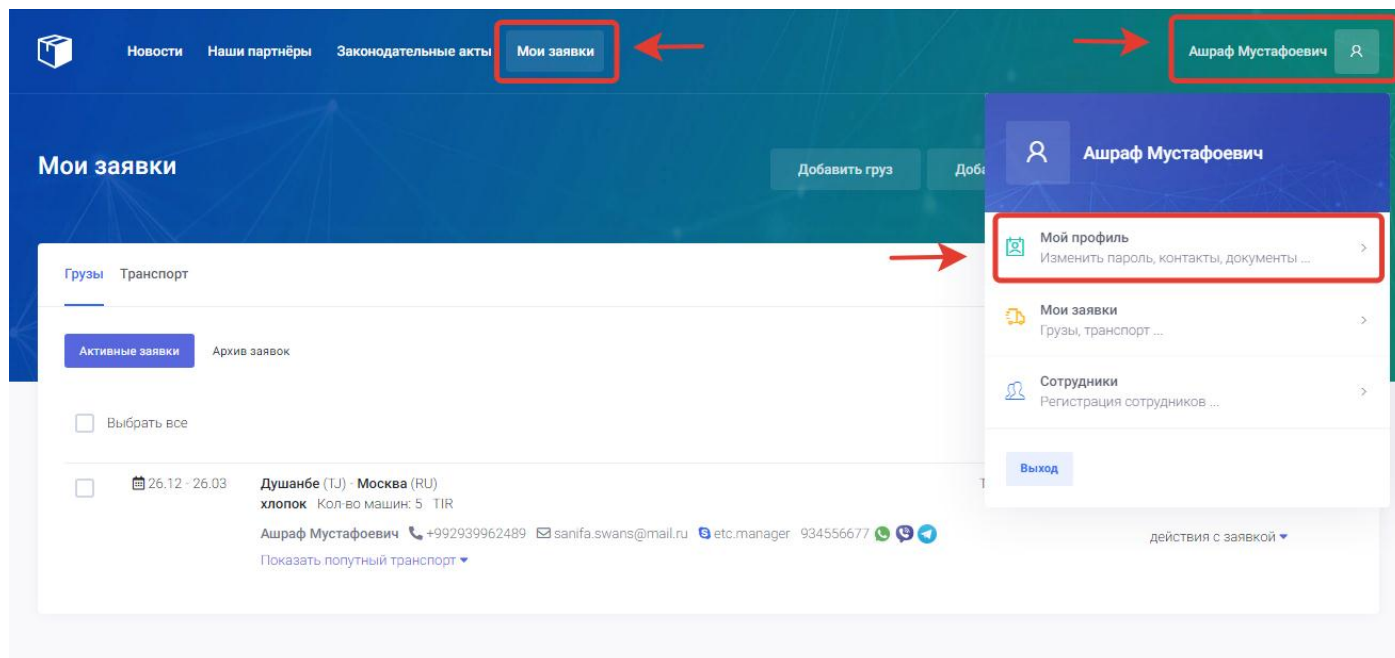 Новости Наши партнёры Законодательные акты Мои заявки Ашраф Мустафоевич
Мои заявки
Добавить груз
Доба
Ашраф Мустафоевич
Мой профиль
Изменить пароль, контакты, документы ...
Мои заявки
Грузы, транспорт ...
Сотрудники
Регистрация сотрудников ...
Выход
Грузы Транспорт
Активные заявки Архив заявок
Выбрать все
26.12 - 26.03 Душанбе (TJ) - Москва (RU)
хлопок Кол-во машин: 5 TIR
Ашраф Мустафоевич +992939962489 sanifa.swans@mail.ru etc.manager 934556677
Показать попутный транспорт
действия с заявкой